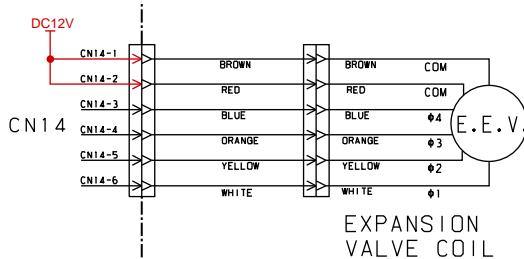 DC12V
CN14-1 BROWN BROWN COM
CN14-2 RED RED COM
CN14-3 BLUE BLUE φ4
CN14 CN14-4 ORANGE ORANGE φ3 E.E.V.
CN14-5 YELLOW YELLOW φ2
CN14-6 WHITE WHITE φ1
EXPANSION
VALVE COIL